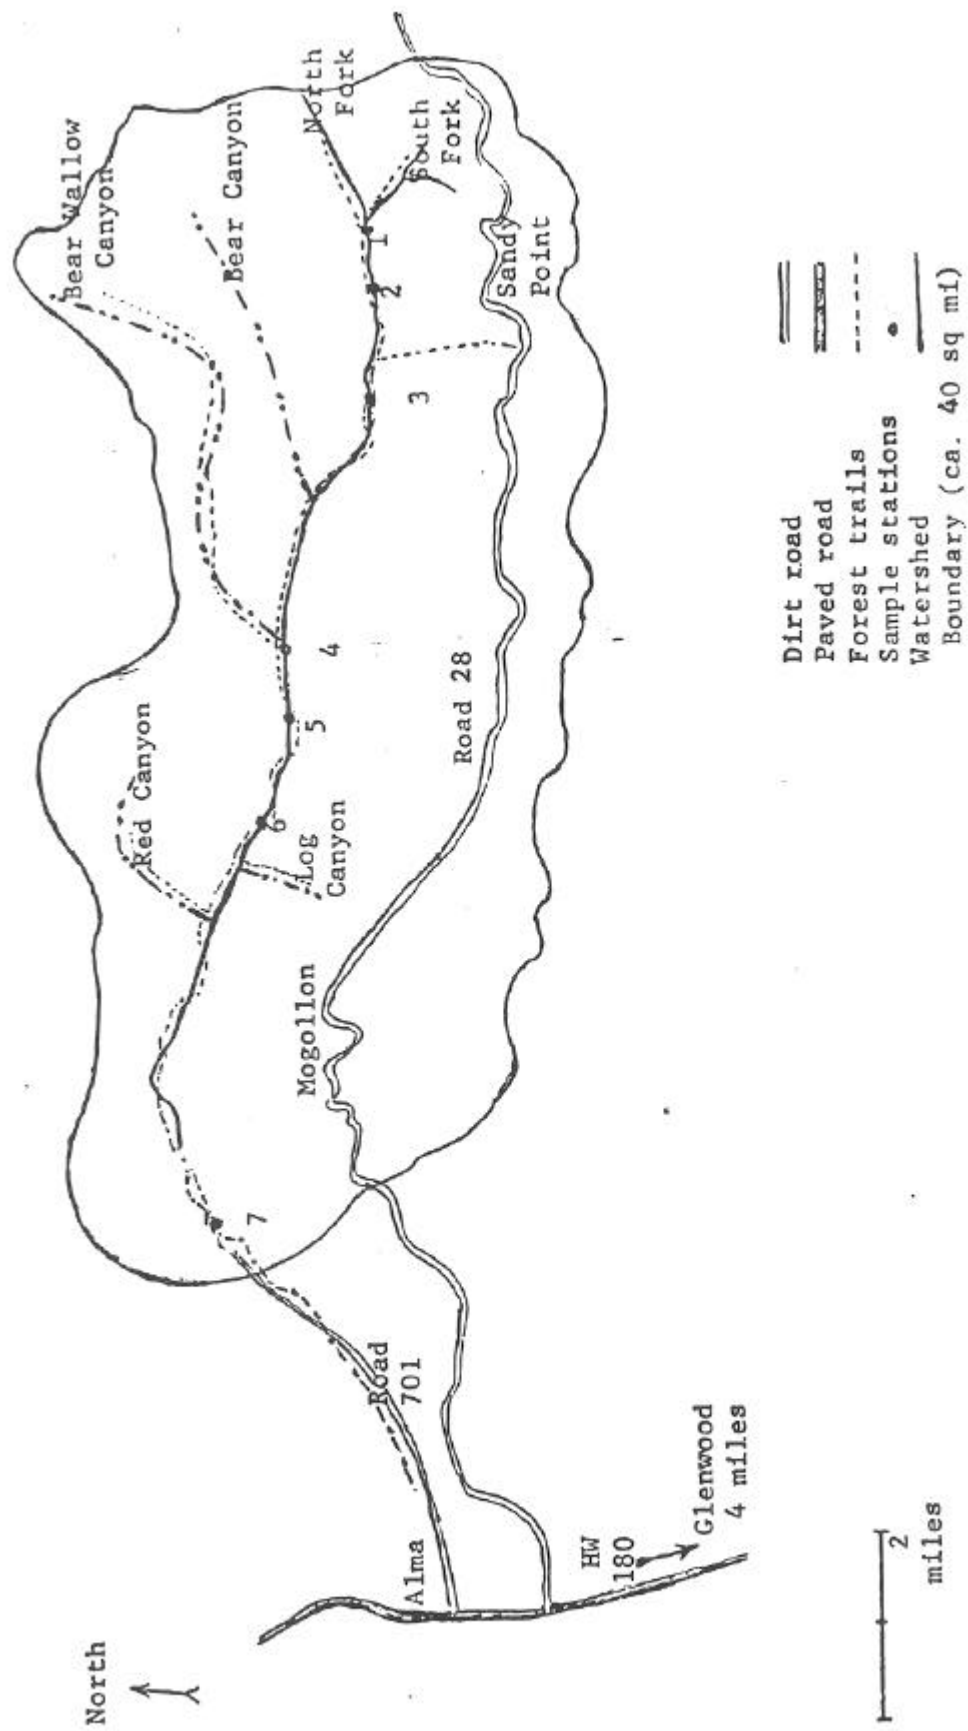 North
Bear Wallow
Canyon
Bear Canyon
North
Fork
South
Fork
1
2
3
Sandy
Point
4
5
6
Red Canyon
Log
Canyon
Road 28
Mogollon
7
Road
701
Alma
HW
180
Glenwood
4 miles
2
miles
Dirt road
Paved road
Forest trails
Sample stations
Watershed
Boundary (ca. 40 sq mi)